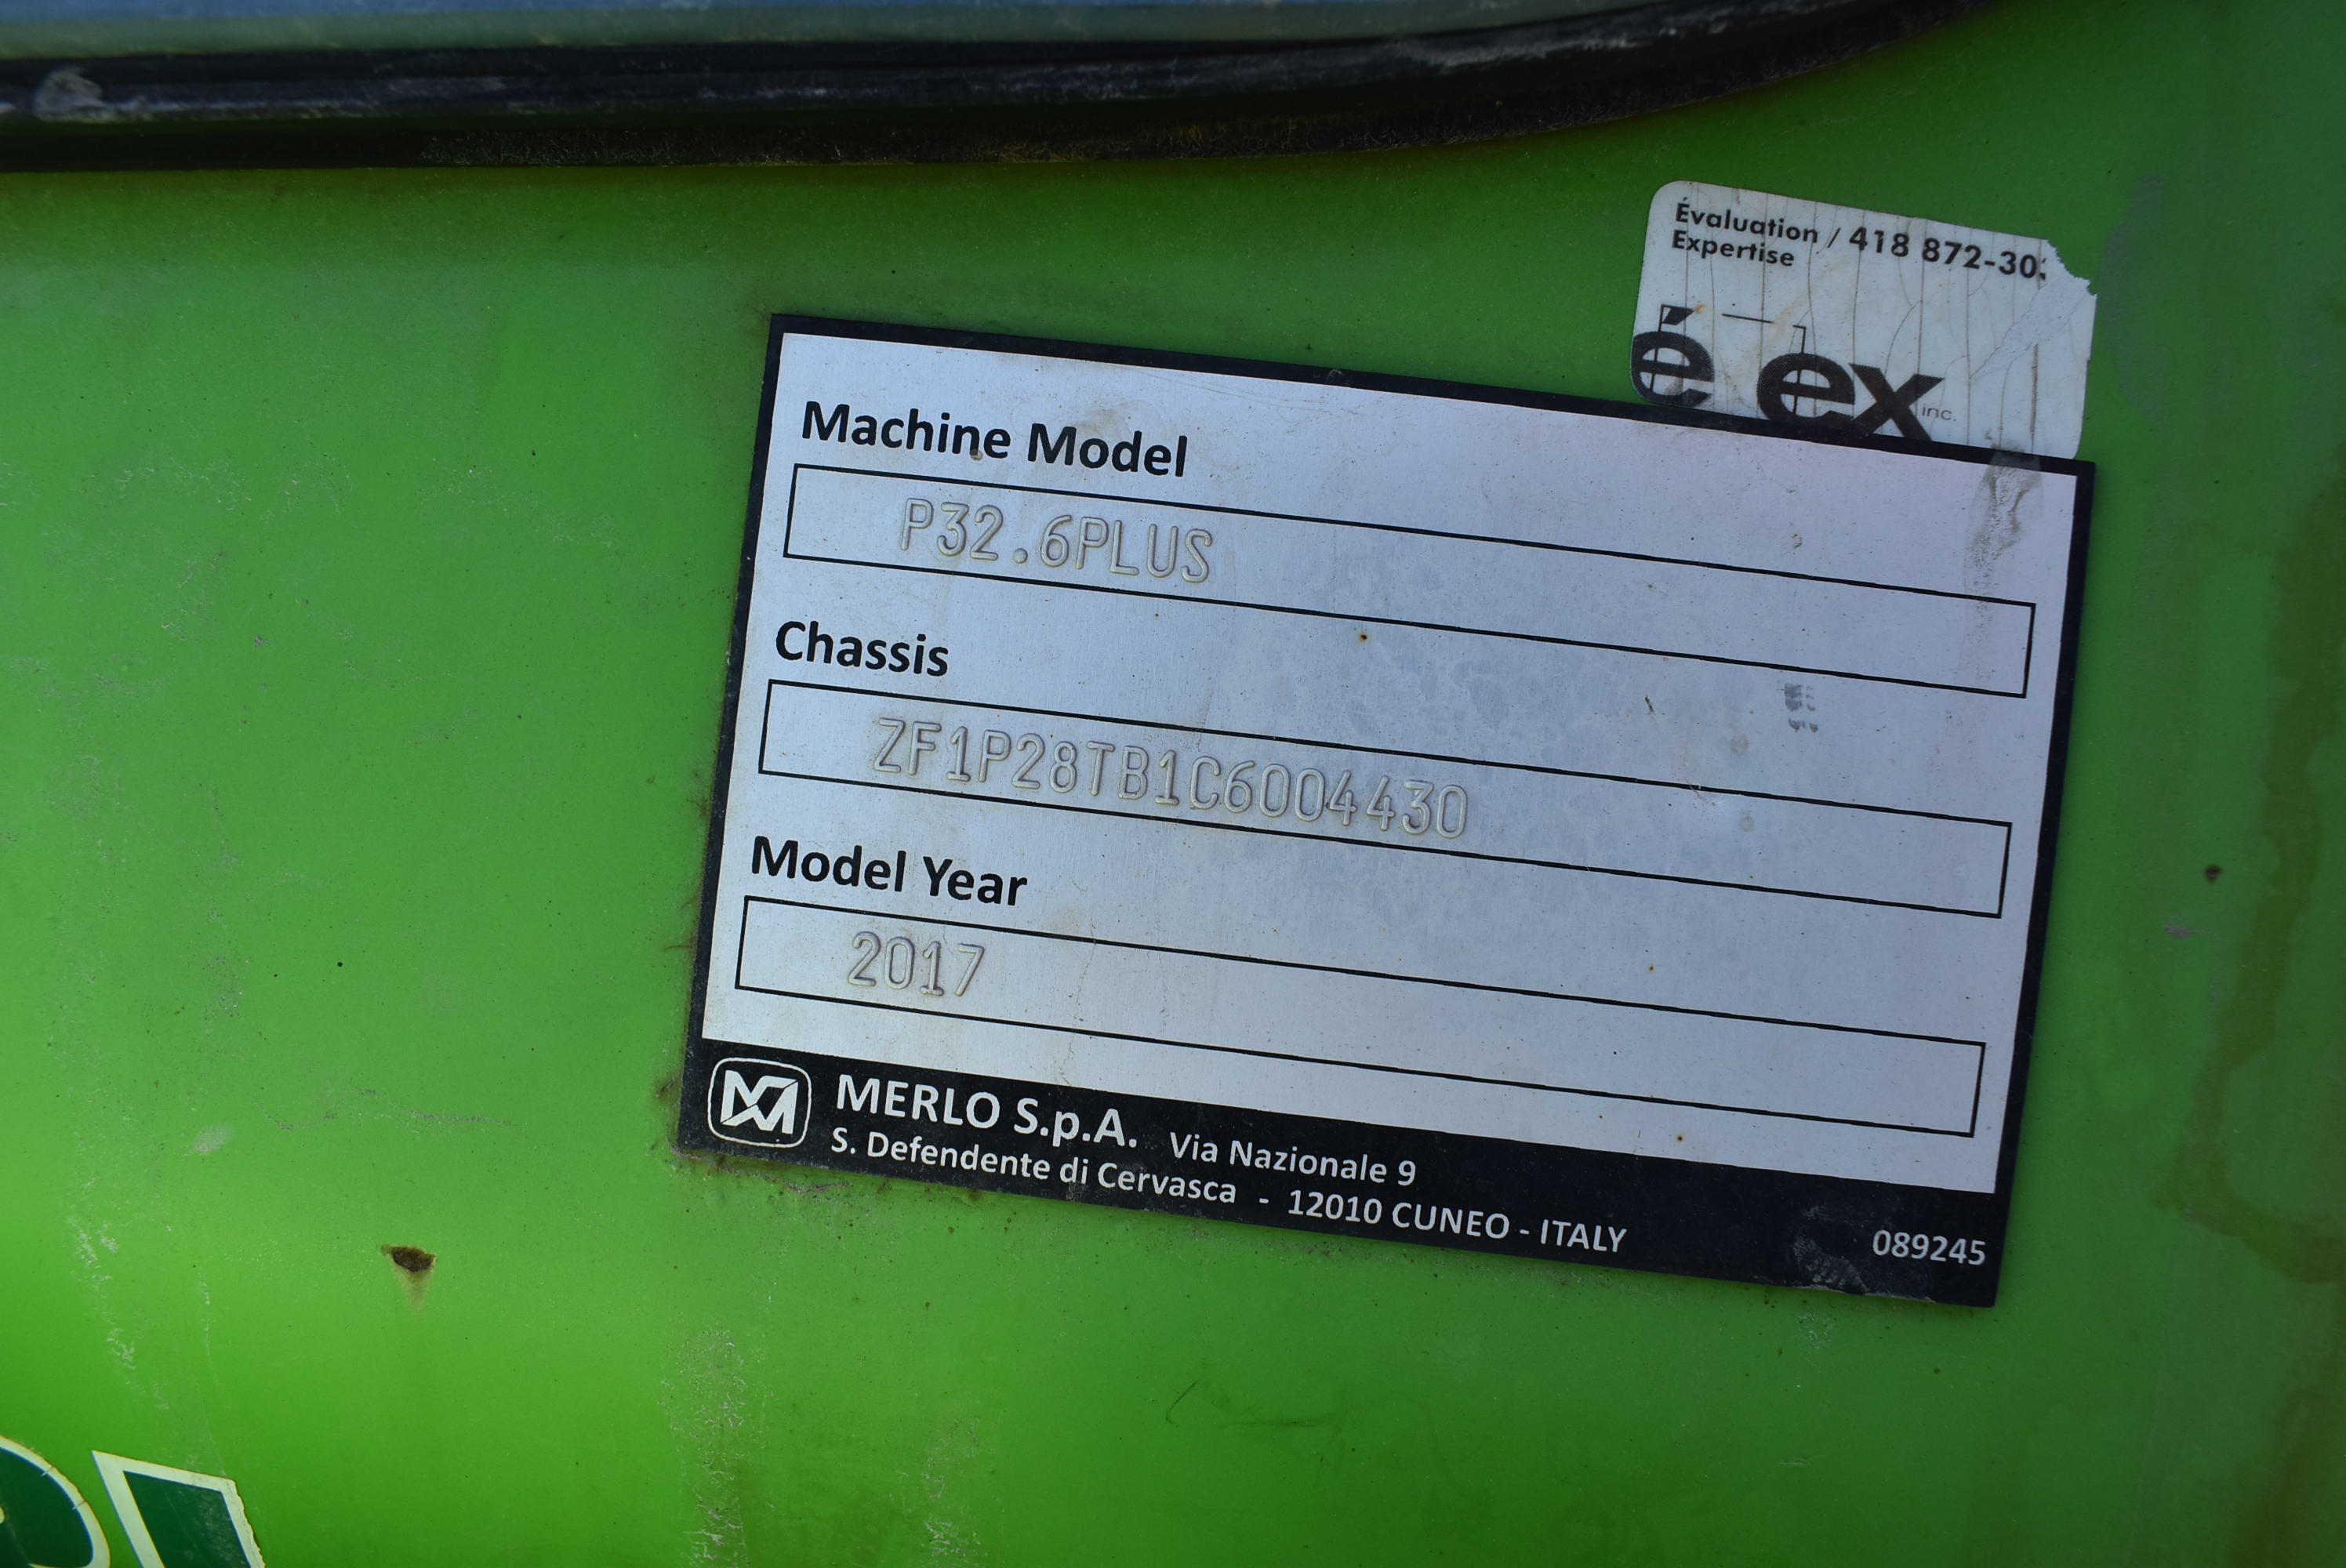 Évaluation / 418 872-30
Expertise
é ex inc.
Machine Model
P32.6PLUS
Chassis
ZF1P28TB1C6004430
Model Year
2017
MERLO S.p.A. Via Nazionale 9
S. Defendente di Cervasca - 12010 CUNEO - ITALY
089245